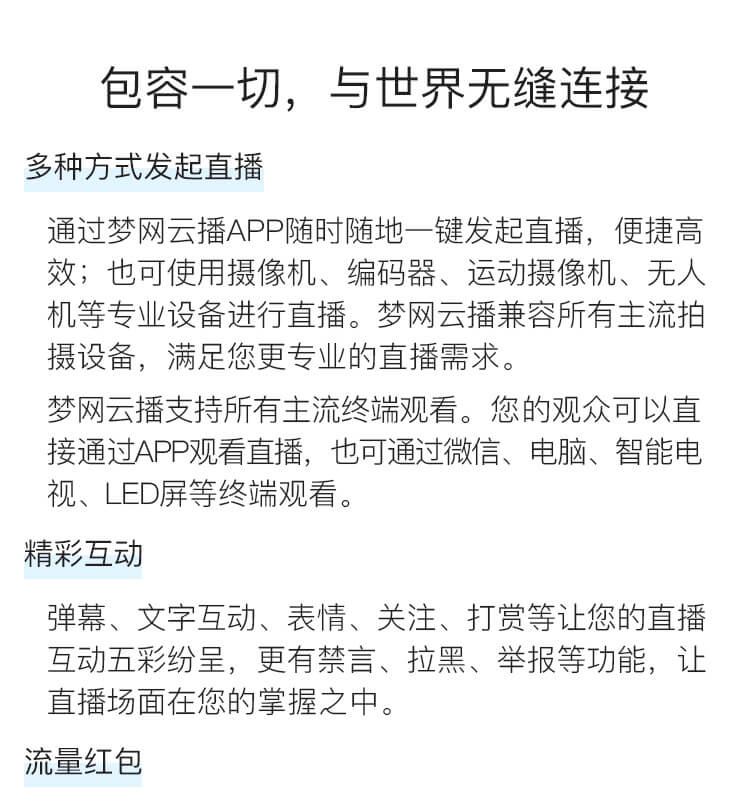 包容一切，与世界无缝连接
多种方式发起直播
通过梦网云播APP随时随地一键发起直播，便捷高
效；也可使用摄像机、编码器、运动摄像机、无人
机等专业设备进行直播。梦网云播兼容所有主流拍
摄设备，满足您更专业的直播需求。
梦网云播支持所有主流终端观看。您的观众可以直
接通过APP观看直播，也可通过微信、电脑、智能电
视、LED屏等终端观看。
精彩互动
弹幕、文字互动、表情、关注、打赏等让您的直播
互动五彩纷呈，更有禁言、拉黑、举报等功能，让
直播场面在您的掌握之中。
流量红包